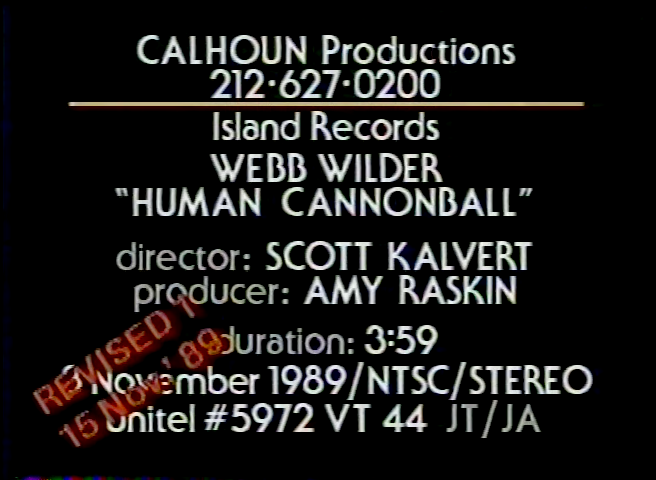 CALHOUN Productions
212·627·0200
Island Records
WEBB WILDER
"HUMAN CANNONBALL"
director: SCOTT KALVERT
producer: AMY RASKIN
duration: 3:59
November 1989/NTSC/STEREO
unitel #5972 VT 44 JT/JA
REVISED 1
15 Nov.' 89